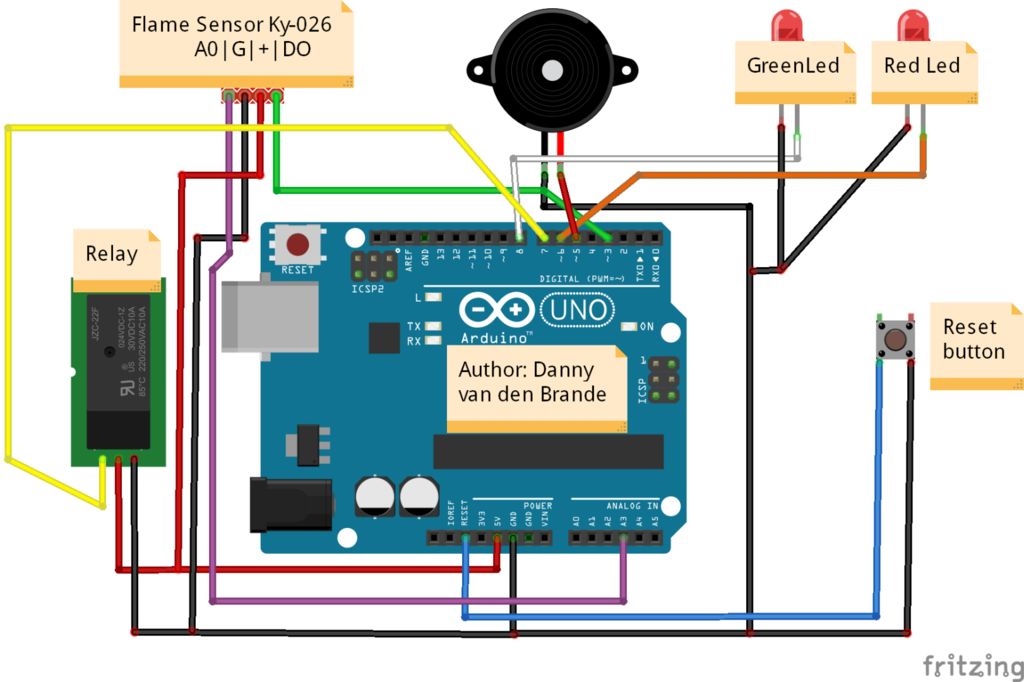 Flame Sensor Ky-026
A0|G|+|DO
GreenLed
Red Led
Relay
JZC-22F
024VDC-1Z
30VDC10A
US 220/250VAC10A
85°C
RESET
ICSP2
AREF
GND
13
12
~11
~10
~9
8
7
~6
~5
4
~3
2
TX0▲1
RX0▼0
DIGITAL (PWM=~)
L
TX
RX
UNO
ON
Arduino™
1
ICSP
Author: Danny
van den Brande
Reset
button
POWER
ANALOG IN
IOREF
RESET
3V3
5V
GND
GND
VIN
A0
A1
A2
A3
A4
A5
fritzing